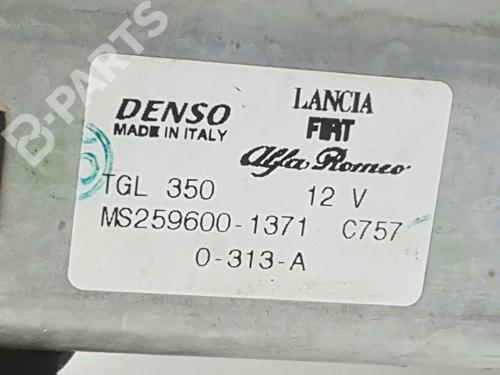 B-PARTS
DENSO
MADE IN ITALY
LANCIA
FIAT
Alfa Romeo
TGL 350 12 V
MS259600-1371 C757
0-313-A